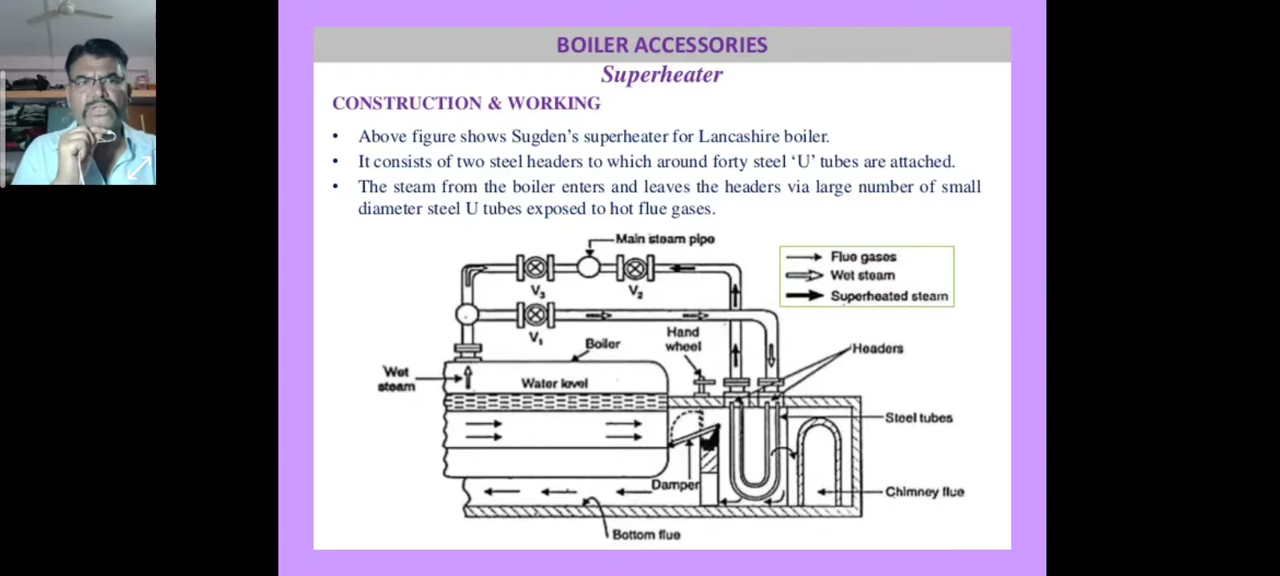 BOILER ACCESSORIES
Superheater
CONSTRUCTION & WORKING
• Above figure shows Sugden's superheater for Lancashire boiler.
• It consists of two steel headers to which around forty steel 'U' tubes are attached.
• The steam from the boiler enters and leaves the headers via large number of small
diameter steel U tubes exposed to hot flue gases.
Main steam pipe
Flue gases
Wet steam
Superheated steam
V3
V2
V1
Hand
wheel
Boiler
Headers
Wet
steam
Water level
Steel tubes
Damper
Chimney flue
Bottom flue